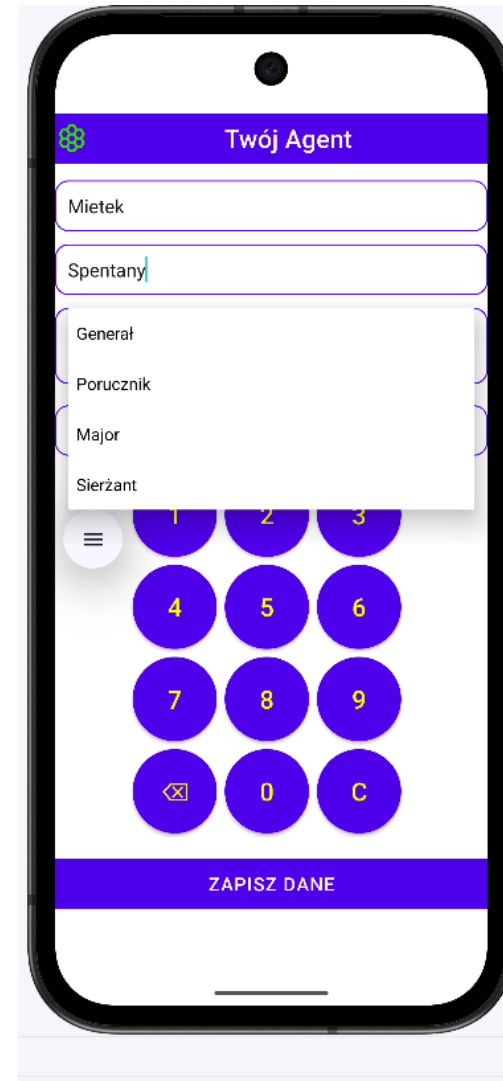 Twój Agent
Mietek
Spentany
Generał
Porucznik
Major
Sierżant
1 2 3
4 5 6
7 8 9
0 C
ZAPISZ DANE